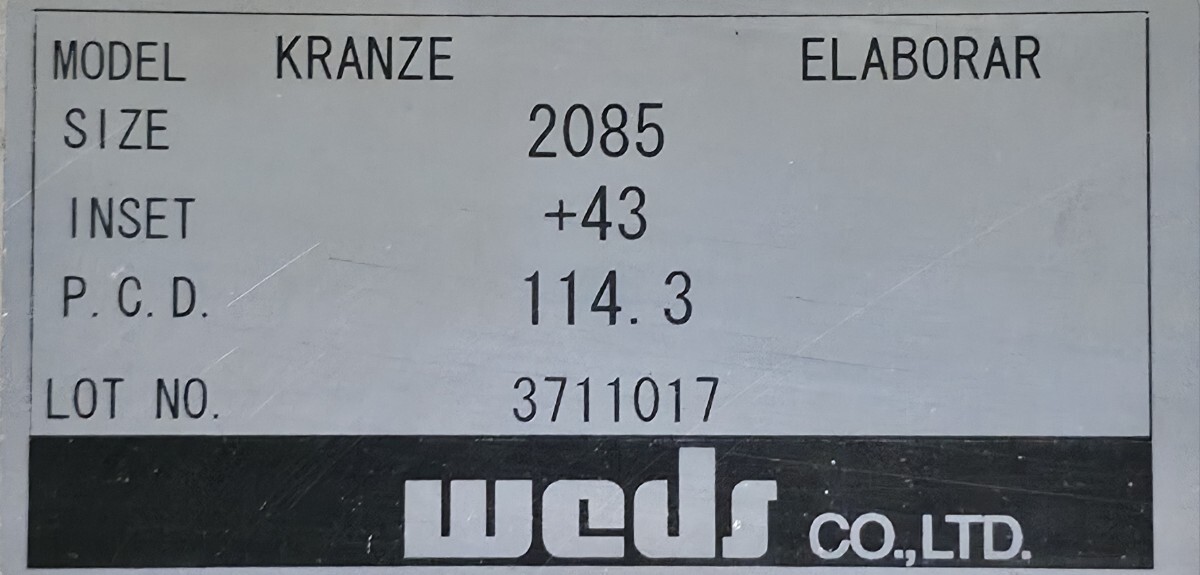 MODEL KRANZE ELABORAR
SIZE 2085
INSET +43
P.C.D. 114.3
LOT NO. 3711017
weds CO.,LTD.